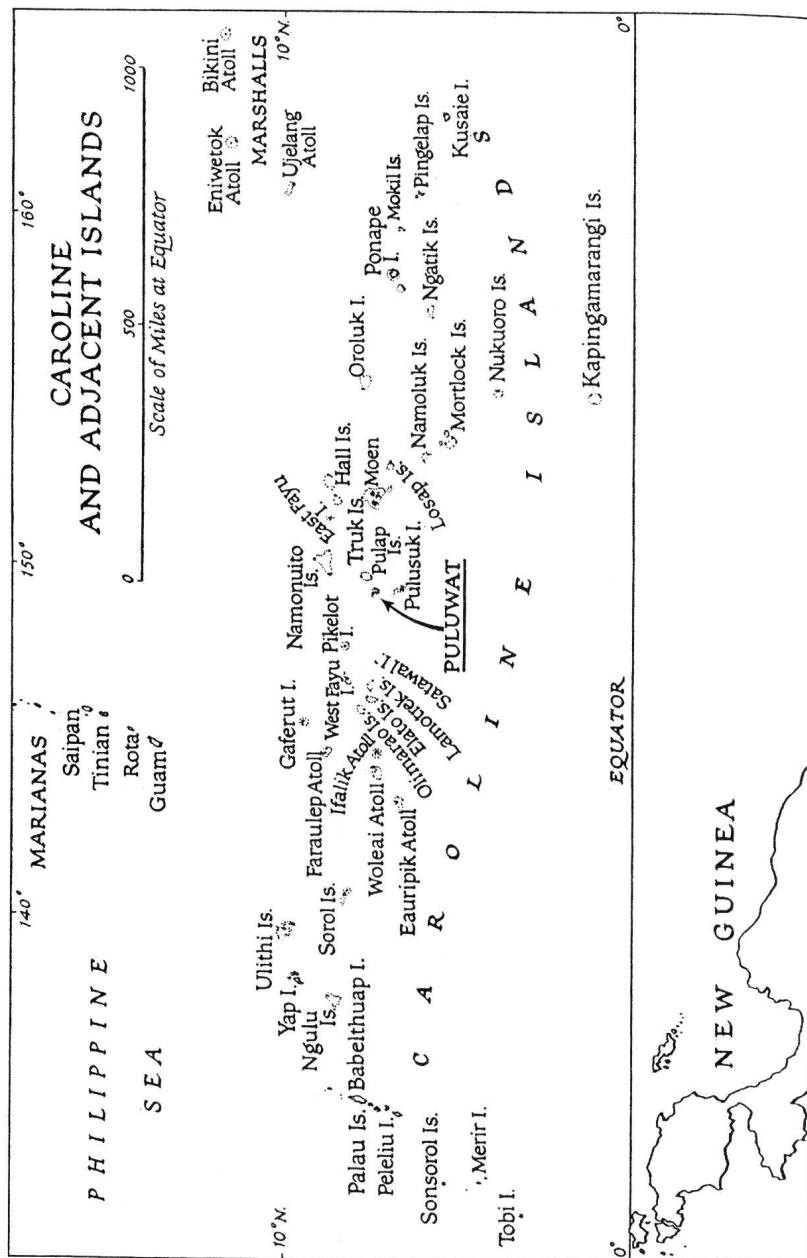 CAROLINE
AND ADJACENT ISLANDS
0 500 1000
Scale of Miles at Equator
140°
150°
160°
PHILIPPINE
SEA
MARIANAS
Saipan
Tinian
Rota
Guam
Eniwetok
Atoll
Bikini
Atoll
MARSHALLS
Ujelang
Atoll
10°N.
10°N.
Ulithi Is.
Yap I.
Ngulu
Is.
Sorol Is.
Palau Is.
Babelthuap I.
Peleliu I.
Sonsorol Is.
Merir I.
Tobi I.
Gaferut I.
Faraulep Atoll
West Fayu
I.
Pikelot
I.
Ifalik Atoll
Woleai Atoll
Eauripik Atoll
Olimarao Is.
Elato Is.
Lamotrek Is.
Satawal I.
Namonuito
Is.
East Fayu
I.
Hall Is.
Truk Is.
Moen
Pulap
Is.
Pulusuk I.
Losap Is.
PULUWAT
Oroluk I.
Namoluk Is.
Mortlock Is.
Ponape
I.
Mokil Is.
Ngatik Is.
Pingelap Is.
Kusaie I.
Nukuoro Is.
Kapingamarangi Is.
CAROLINE ISLANDS
EQUATOR
0°
0°
NEW GUINEA